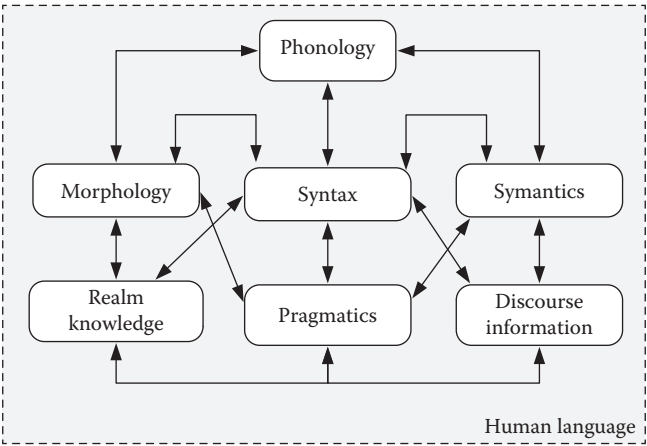 Phonology
Morphology
Syntax
Symantics
Realm
knowledge
Pragmatics
Discourse
information
Human language